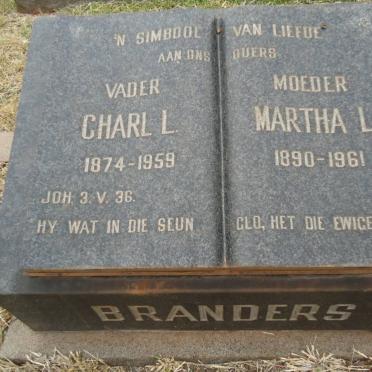 'N SIMBOOL VAN LIEFDE
AAN ONS OUERS.
VADER MOEDER
CHARL L. MARTHA L
1874-1959 1890-1961
JOH. 3. V. 36.
HY WAT IN DIE SEUN GLO, HET DIE EWIGE
BRANDERS